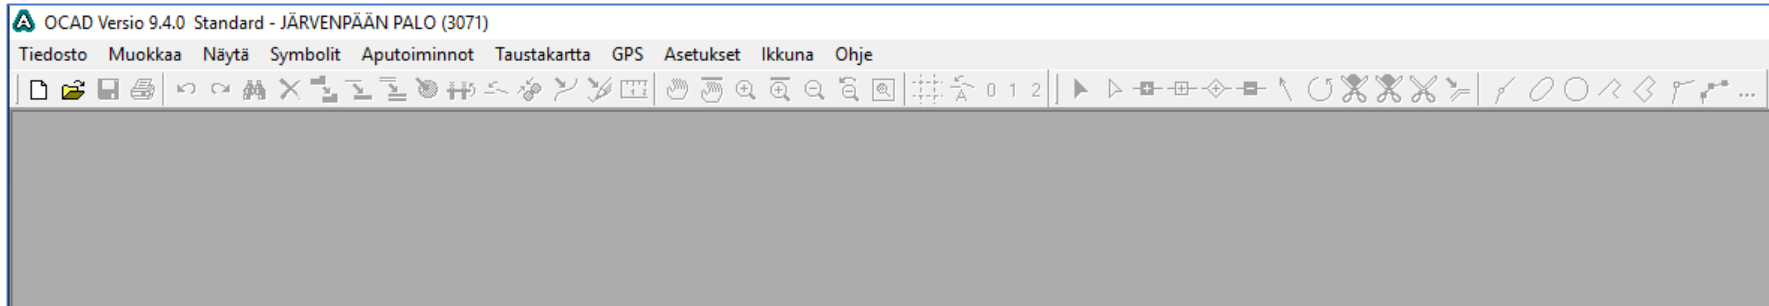 OCAD Versio 9.4.0 Standard - JÄRVENPÄÄN PALO (3071)
Tiedosto Muokkaa Näytä Symbolit Aputoiminnot Taustakartta GPS Asetukset Ikkuna Ohje
A 0 1 2 ...